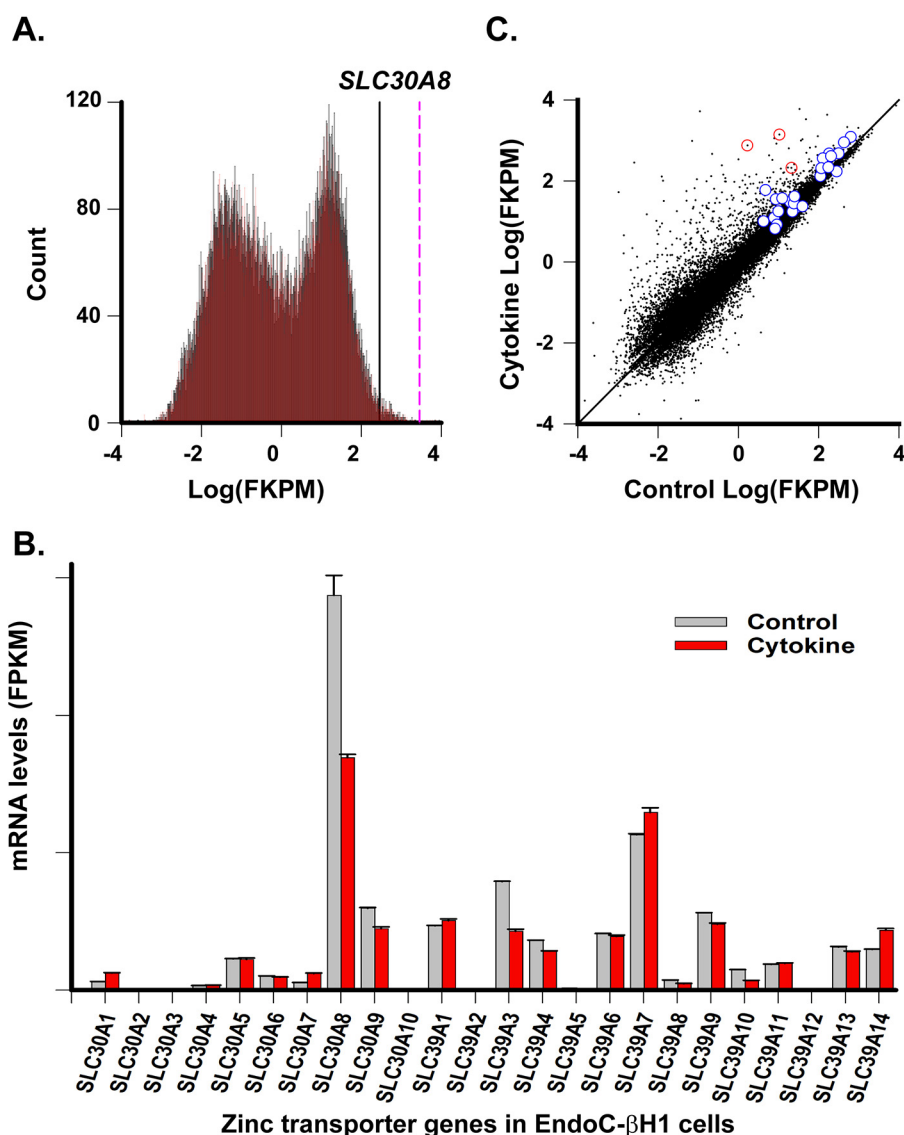 A.
SLC30A8
120
80
40
0
Count
-4
-2
0
2
4
Log(FKPM)
C.
4
2
0
-2
-4
Cytokine Log(FKPM)
-4
-2
0
2
4
Control Log(FKPM)
B.
mRNA levels (FPKM)
Control
Cytokine
SLC30A1
SLC30A2
SLC30A3
SLC30A4
SLC30A5
SLC30A6
SLC30A7
SLC30A8
SLC30A9
SLC30A10
SLC39A1
SLC39A2
SLC39A3
SLC39A4
SLC39A5
SLC39A6
SLC39A7
SLC39A8
SLC39A9
SLC39A10
SLC39A11
SLC39A12
SLC39A13
SLC39A14
Zinc transporter genes in EndoC-βH1 cells